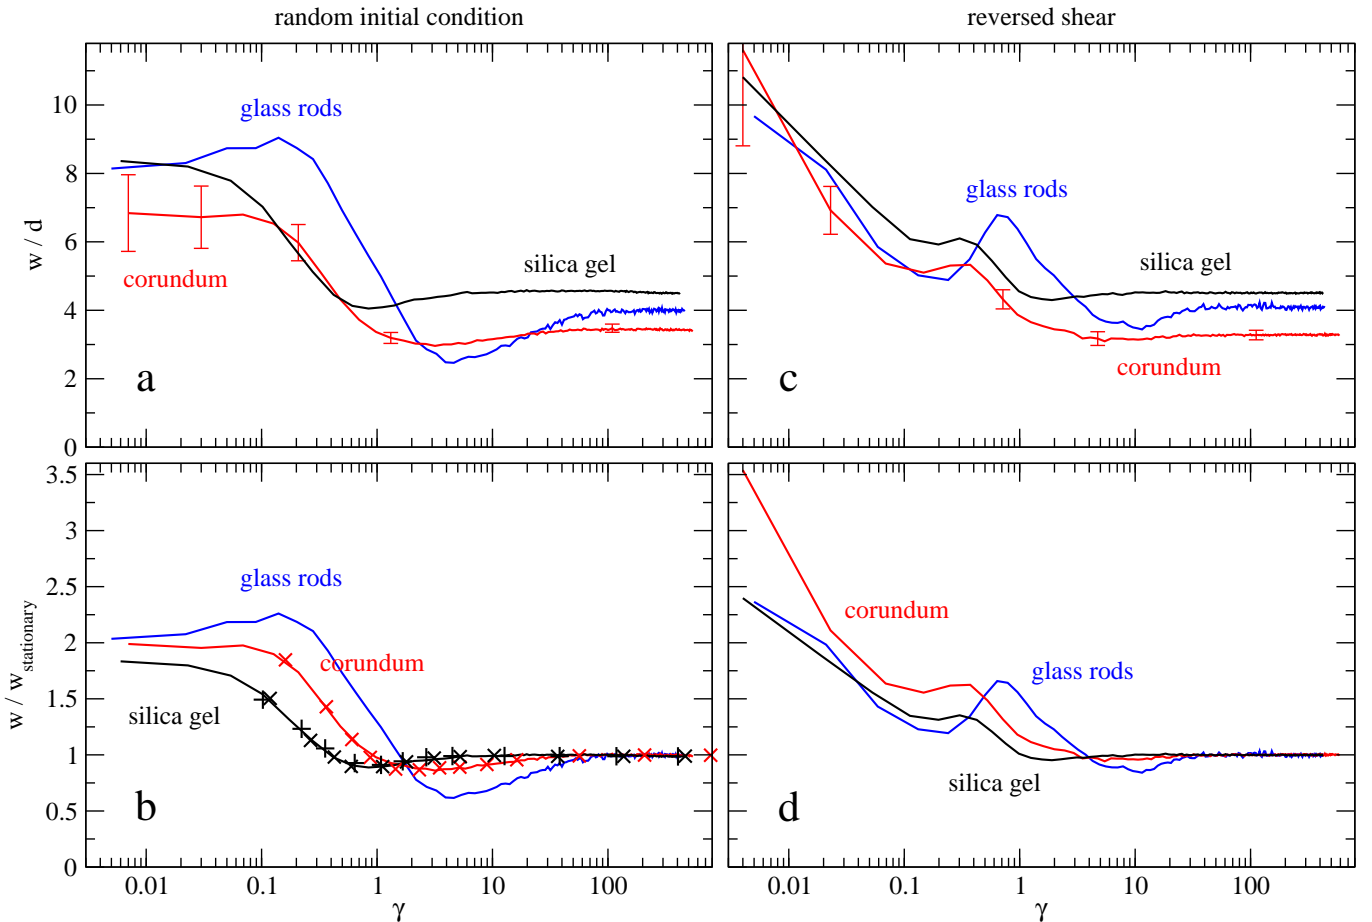 random initial condition
reversed shear
10
8
6
4
2
0
w / d
glass rods
corundum
silica gel
a
glass rods
silica gel
corundum
c
3.5
3
2.5
2
1.5
1
0.5
0
w / w_stationary
glass rods
corundum
silica gel
b
corundum
glass rods
silica gel
d
0.01 0.1 1 10 100
0.01 0.1 1 10 100
γ
γ